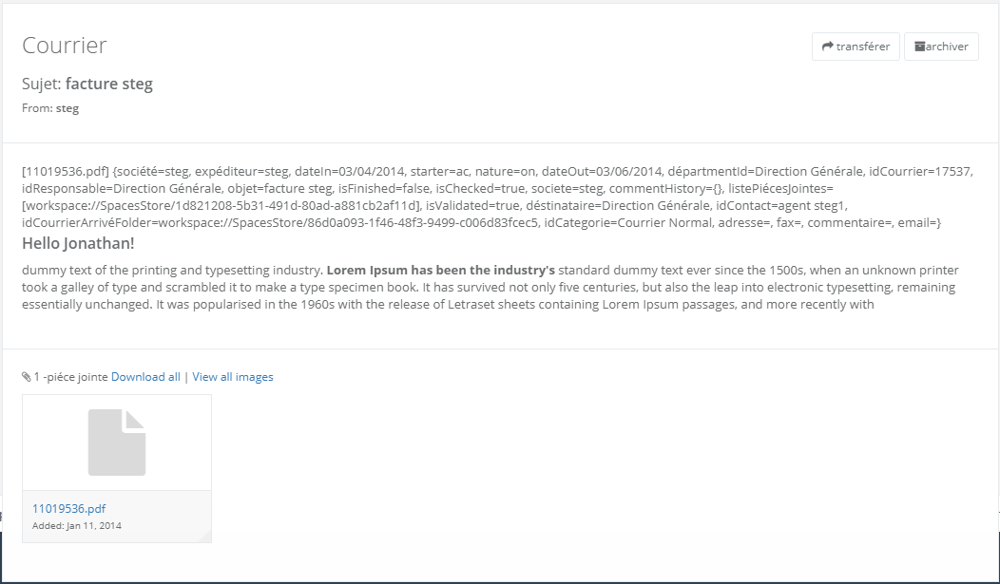 Courrier
transférer
archiver
Sujet: facture steg
From: steg
[11019536.pdf] {société=steg, expéditeur=steg, dateIn=03/04/2014, starter=ac, nature=on, dateOut=03/06/2014, départmentId=Direction Générale, idCourrier=17537,
idResponsable=Direction Générale, objet=facture steg, isFinished=false, isChecked=true, societe=steg, commentHistory={}, listePiécesJointes=
[workspace://SpacesStore/1d821208-5b31-491d-80ad-a881cb2af11d], isValidated=true, déstinataire=Direction Générale, idContact=agent steg1,
idCourrierArrivéFolder=workspace://SpacesStore/86d0a093-1f46-48f3-9499-c006d83fcec5, idCategorie=Courrier Normal, adresse=, fax=, commentaire=, email=}
Hello Jonathan!
dummy text of the printing and typesetting industry. Lorem Ipsum has been the industry's standard dummy text ever since the 1500s, when an unknown printer
took a galley of type and scrambled it to make a type specimen book. It has survived not only five centuries, but also the leap into electronic typesetting, remaining
essentially unchanged. It was popularised in the 1960s with the release of Letraset sheets containing Lorem Ipsum passages, and more recently with
1 -piéce jointe Download all | View all images
11019536.pdf
Added: Jan 11, 2014